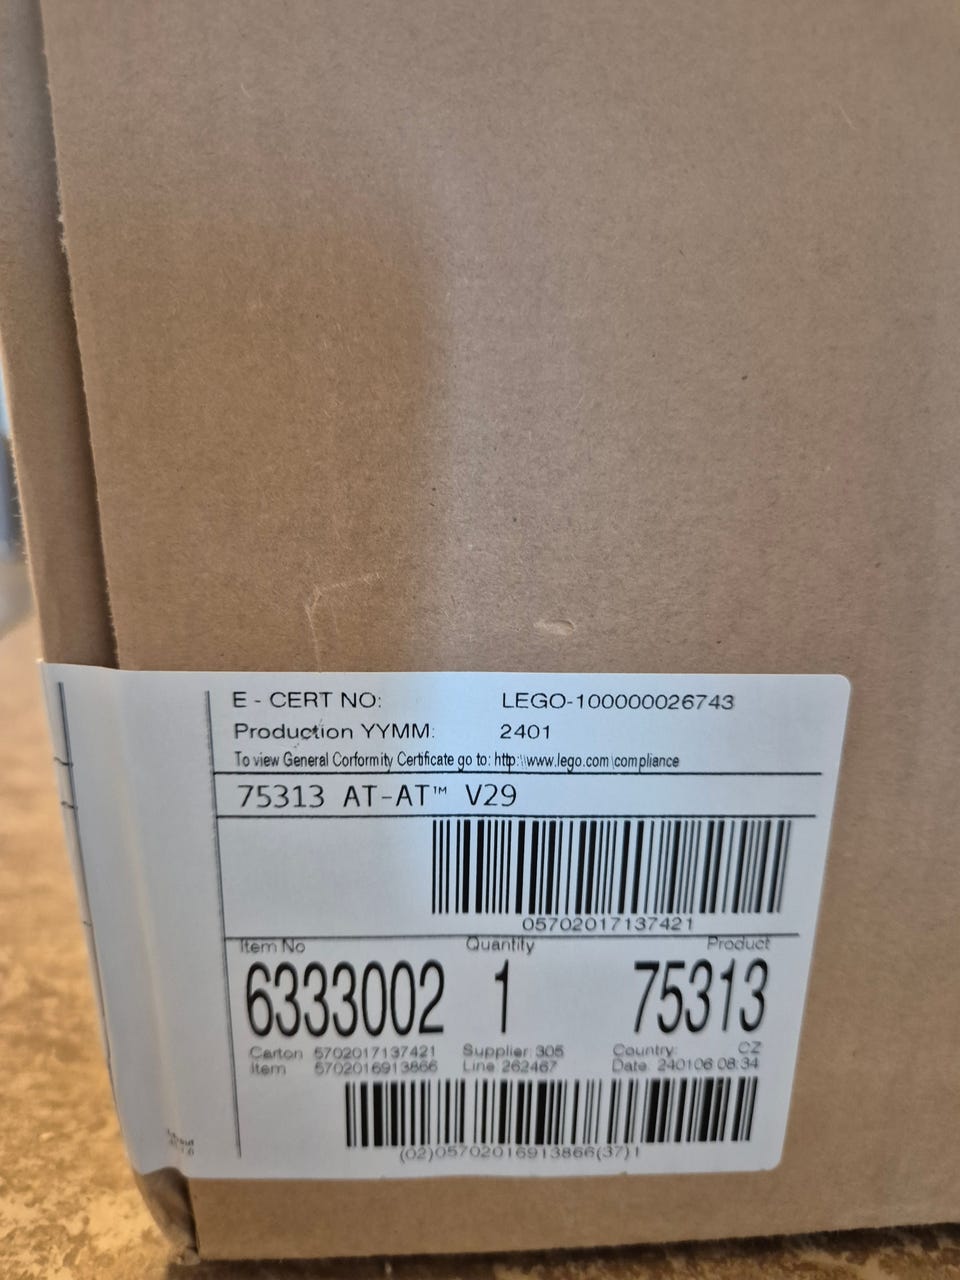 E - CERT NO: LEGO-100000026743
Production YYMM: 2401
To view General Corformity Certificate go to: http:\\www.lego.com\compliance
75313 AT-AT™ V29
05702017137421
Item No Quantity Product
6333002 1 75313
Carton 5702017137421 Supplier: 305 Country: CZ
Item 5702016913866 Line: 262467 Date: 240106 08:34
(02)05702016913866(37)1